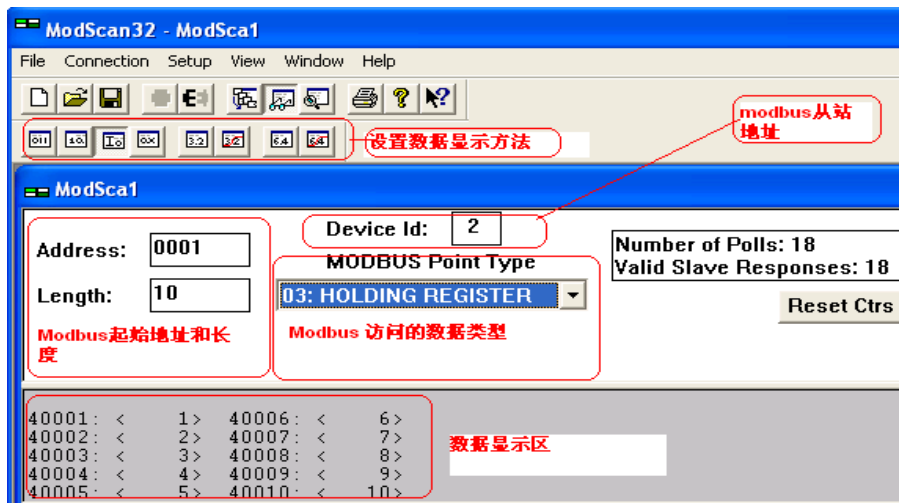 ModScan32 - ModSca1
File Connection Setup View Window Help
设置数据显示方法
modbus从站
地址
ModSca1
Address: 0001
Device Id: 2
Number of Polls: 18
Valid Slave Responses: 18
MODBUS Point Type
Length: 10
03: HOLDING REGISTER
Reset Ctrs
Modbus起始地址和长
度
Modbus 访问的数据类型
40001: < 1> 40006: < 6>
40002: < 2> 40007: < 7>
40003: < 3> 40008: < 8>
40004: < 4> 40009: < 9>
40005: < 5> 40010: < 10>
数据显示区